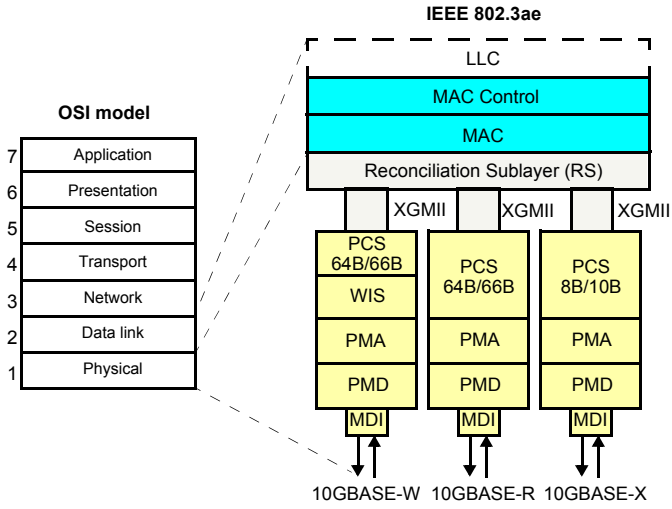 IEEE 802.3ae
LLC
MAC Control
MAC
Reconciliation Sublayer (RS)
OSI model
7 Application
6 Presentation
5 Session
4 Transport
3 Network
2 Data link
1 Physical
XGMII XGMII XGMII
PCS
64B/66B
WIS
PMA
PMD
MDI
10GBASE-W
PCS
64B/66B
PMA
PMD
MDI
10GBASE-R
PCS
8B/10B
PMA
PMD
MDI
10GBASE-X